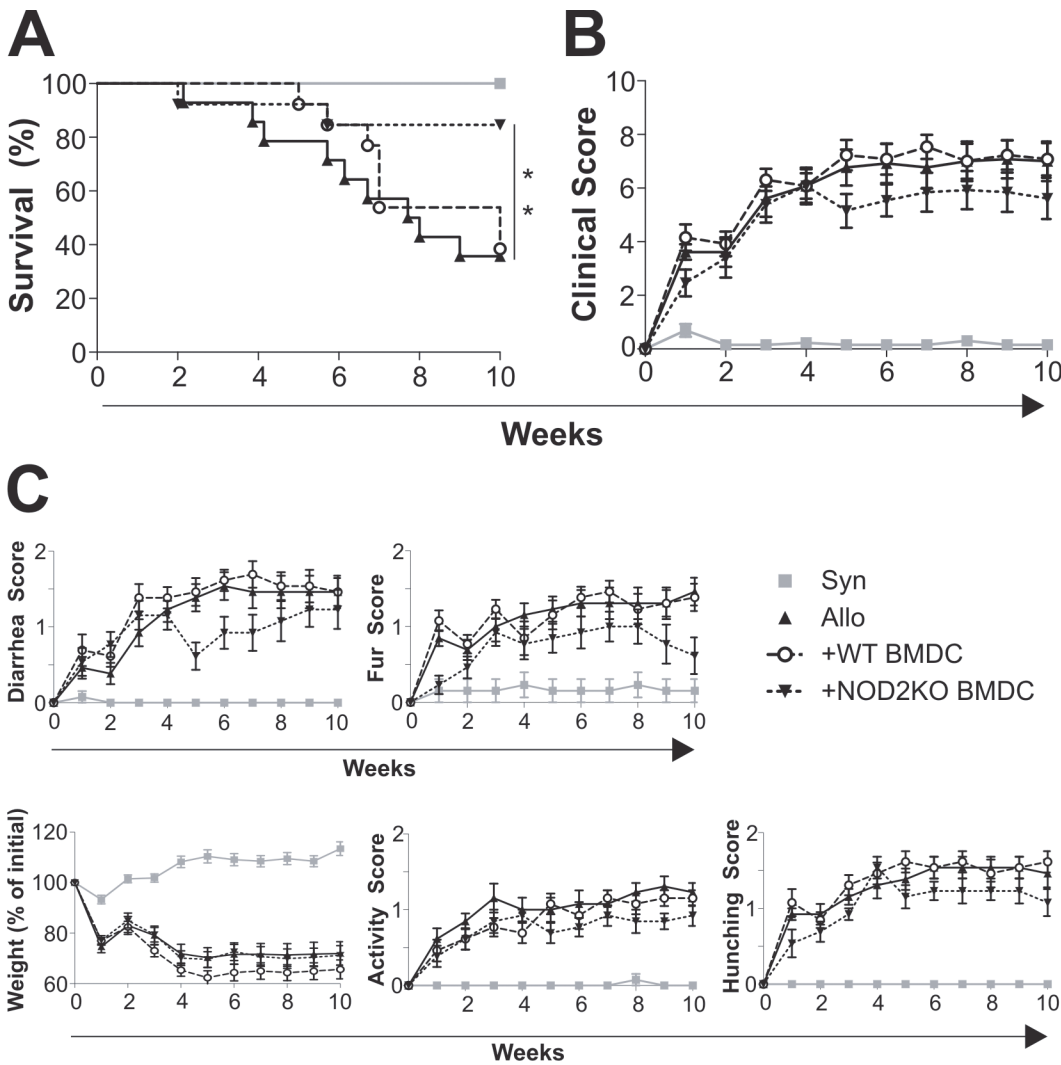 A
B
Survival (%)
100
80
60
40
20
0
0 2 4 6 8 10
*
*
Clinical Score
10
8
6
4
2
0
0 2 4 6 8 10
Weeks
C
Diarrhea Score
2
1
0
0 2 4 6 8 10
Fur Score
2
1
0
0 2 4 6 8 10
Weeks
Syn
Allo
+WT BMDC
+NOD2KO BMDC
Weight (% of initial)
120
100
80
60
0 2 4 6 8 10
Activity Score
2
1
0
0 2 4 6 8 10
Hunching Score
2
1
0
0 2 4 6 8 10
Weeks